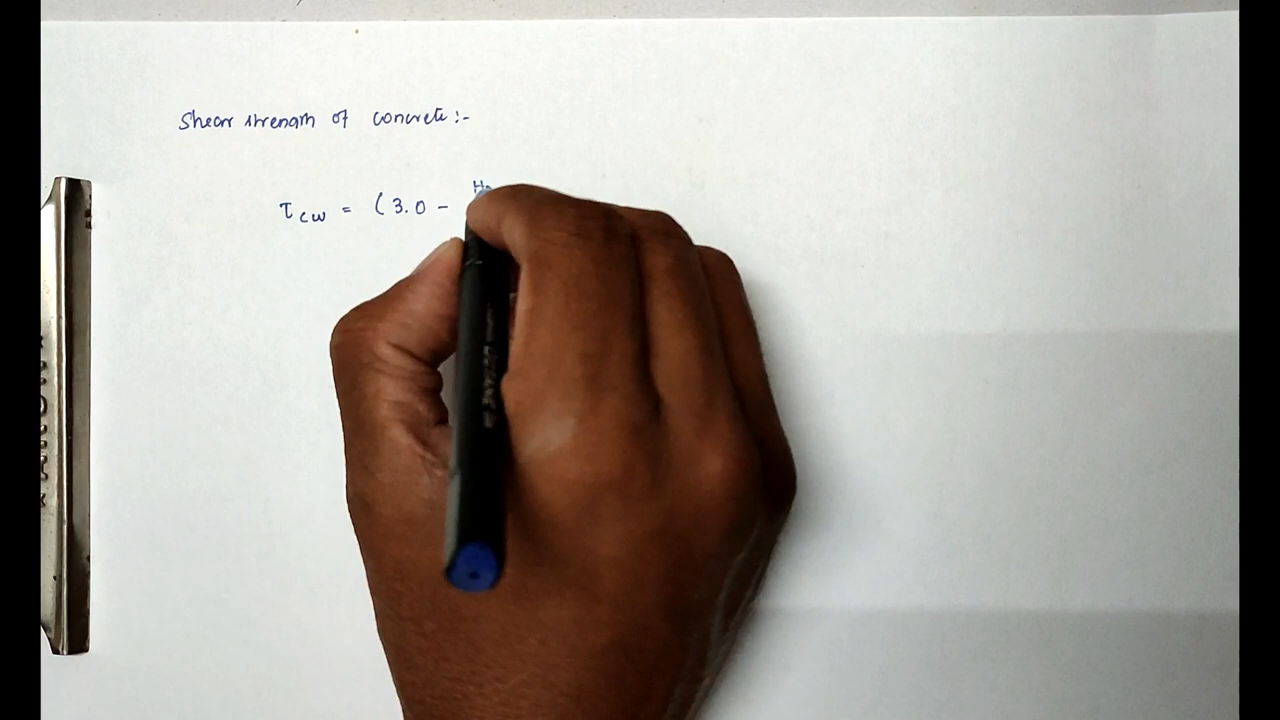 Shear strength of concrete :-
τcw = (3.0 - H